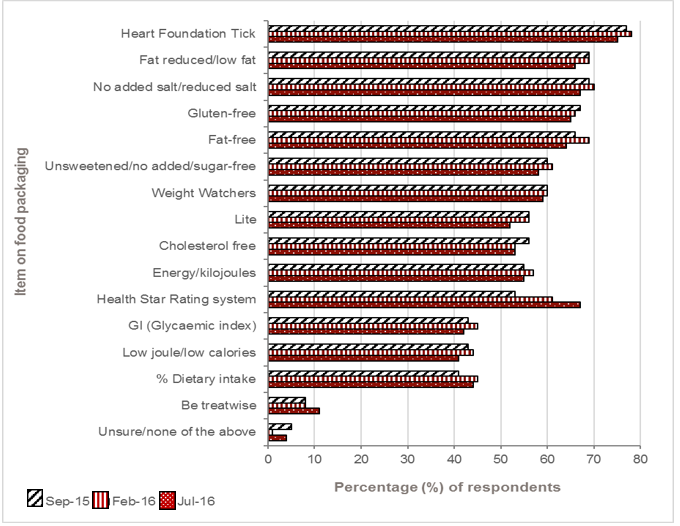 Item on food packaging
Heart Foundation Tick
Fat reduced/low fat
No added salt/reduced salt
Gluten-free
Fat-free
Unsweetened/no added/sugar-free
Weight Watchers
Lite
Cholesterol free
Energy/kilojoules
Health Star Rating system
GI (Glycaemic index)
Low joule/low calories
% Dietary intake
Be treatwise
Unsure/none of the above
0 10 20 30 40 50 60 70 80
Percentage (%) of respondents
Sep-15 Feb-16 Jul-16